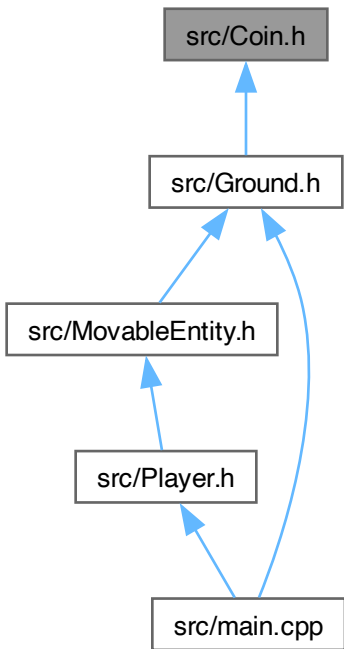 src/Coin.h
src/Ground.h
src/MovableEntity.h
src/Player.h
src/main.cpp